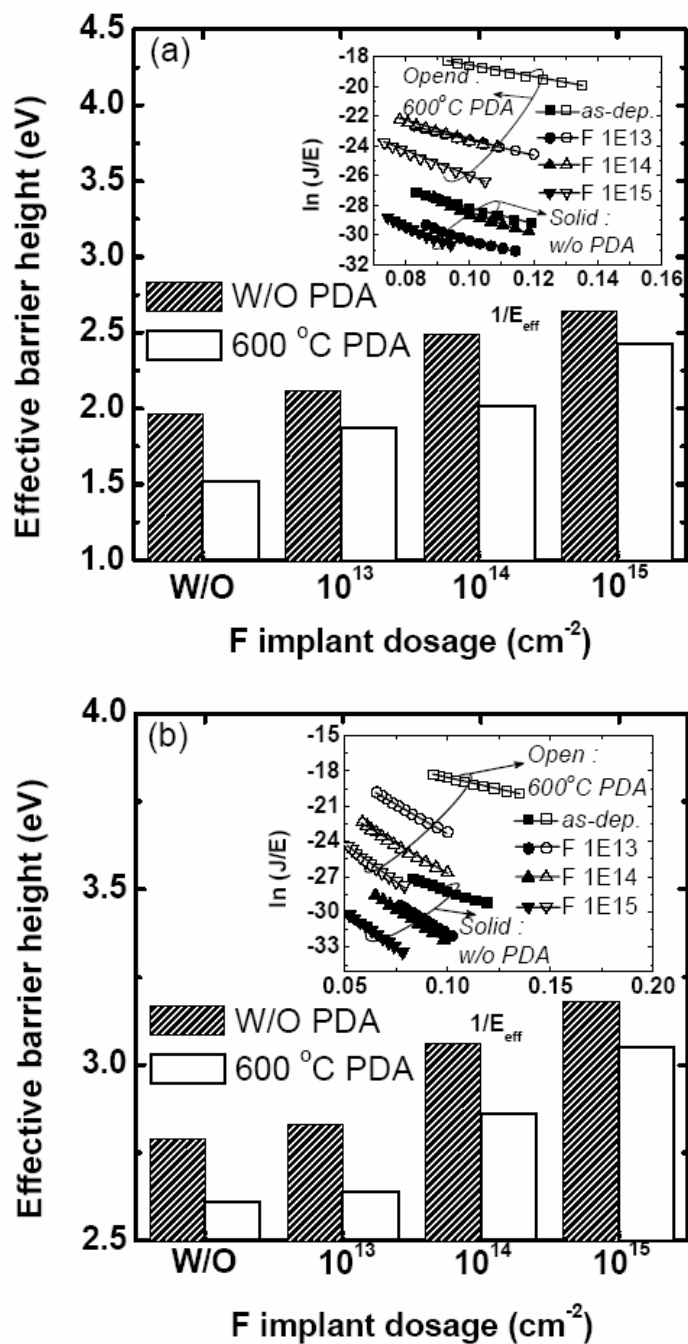 (a)
Effective barrier height (eV)
4.5
4.0
3.5
3.0
2.5
2.0
1.5
1.0
W/O PDA
600 °C PDA
W/O
10¹³
10¹⁴
10¹⁵
F implant dosage (cm⁻²)
ln (J/E)
-18
-20
-22
-24
-26
-28
-30
-32
0.08
0.10
0.12
0.14
0.16
1/E_eff
Opend :
600°C PDA
as-dep.
F 1E13
F 1E14
F 1E15
Solid :
w/o PDA
(b)
Effective barrier height (eV)
4.0
3.5
3.0
2.5
W/O PDA
600 °C PDA
W/O
10¹³
10¹⁴
10¹⁵
F implant dosage (cm⁻²)
ln (J/E)
-15
-18
-21
-24
-27
-30
-33
0.05
0.10
0.15
0.20
1/E_eff
Open :
600°C PDA
as-dep.
F 1E13
F 1E14
F 1E15
Solid :
w/o PDA